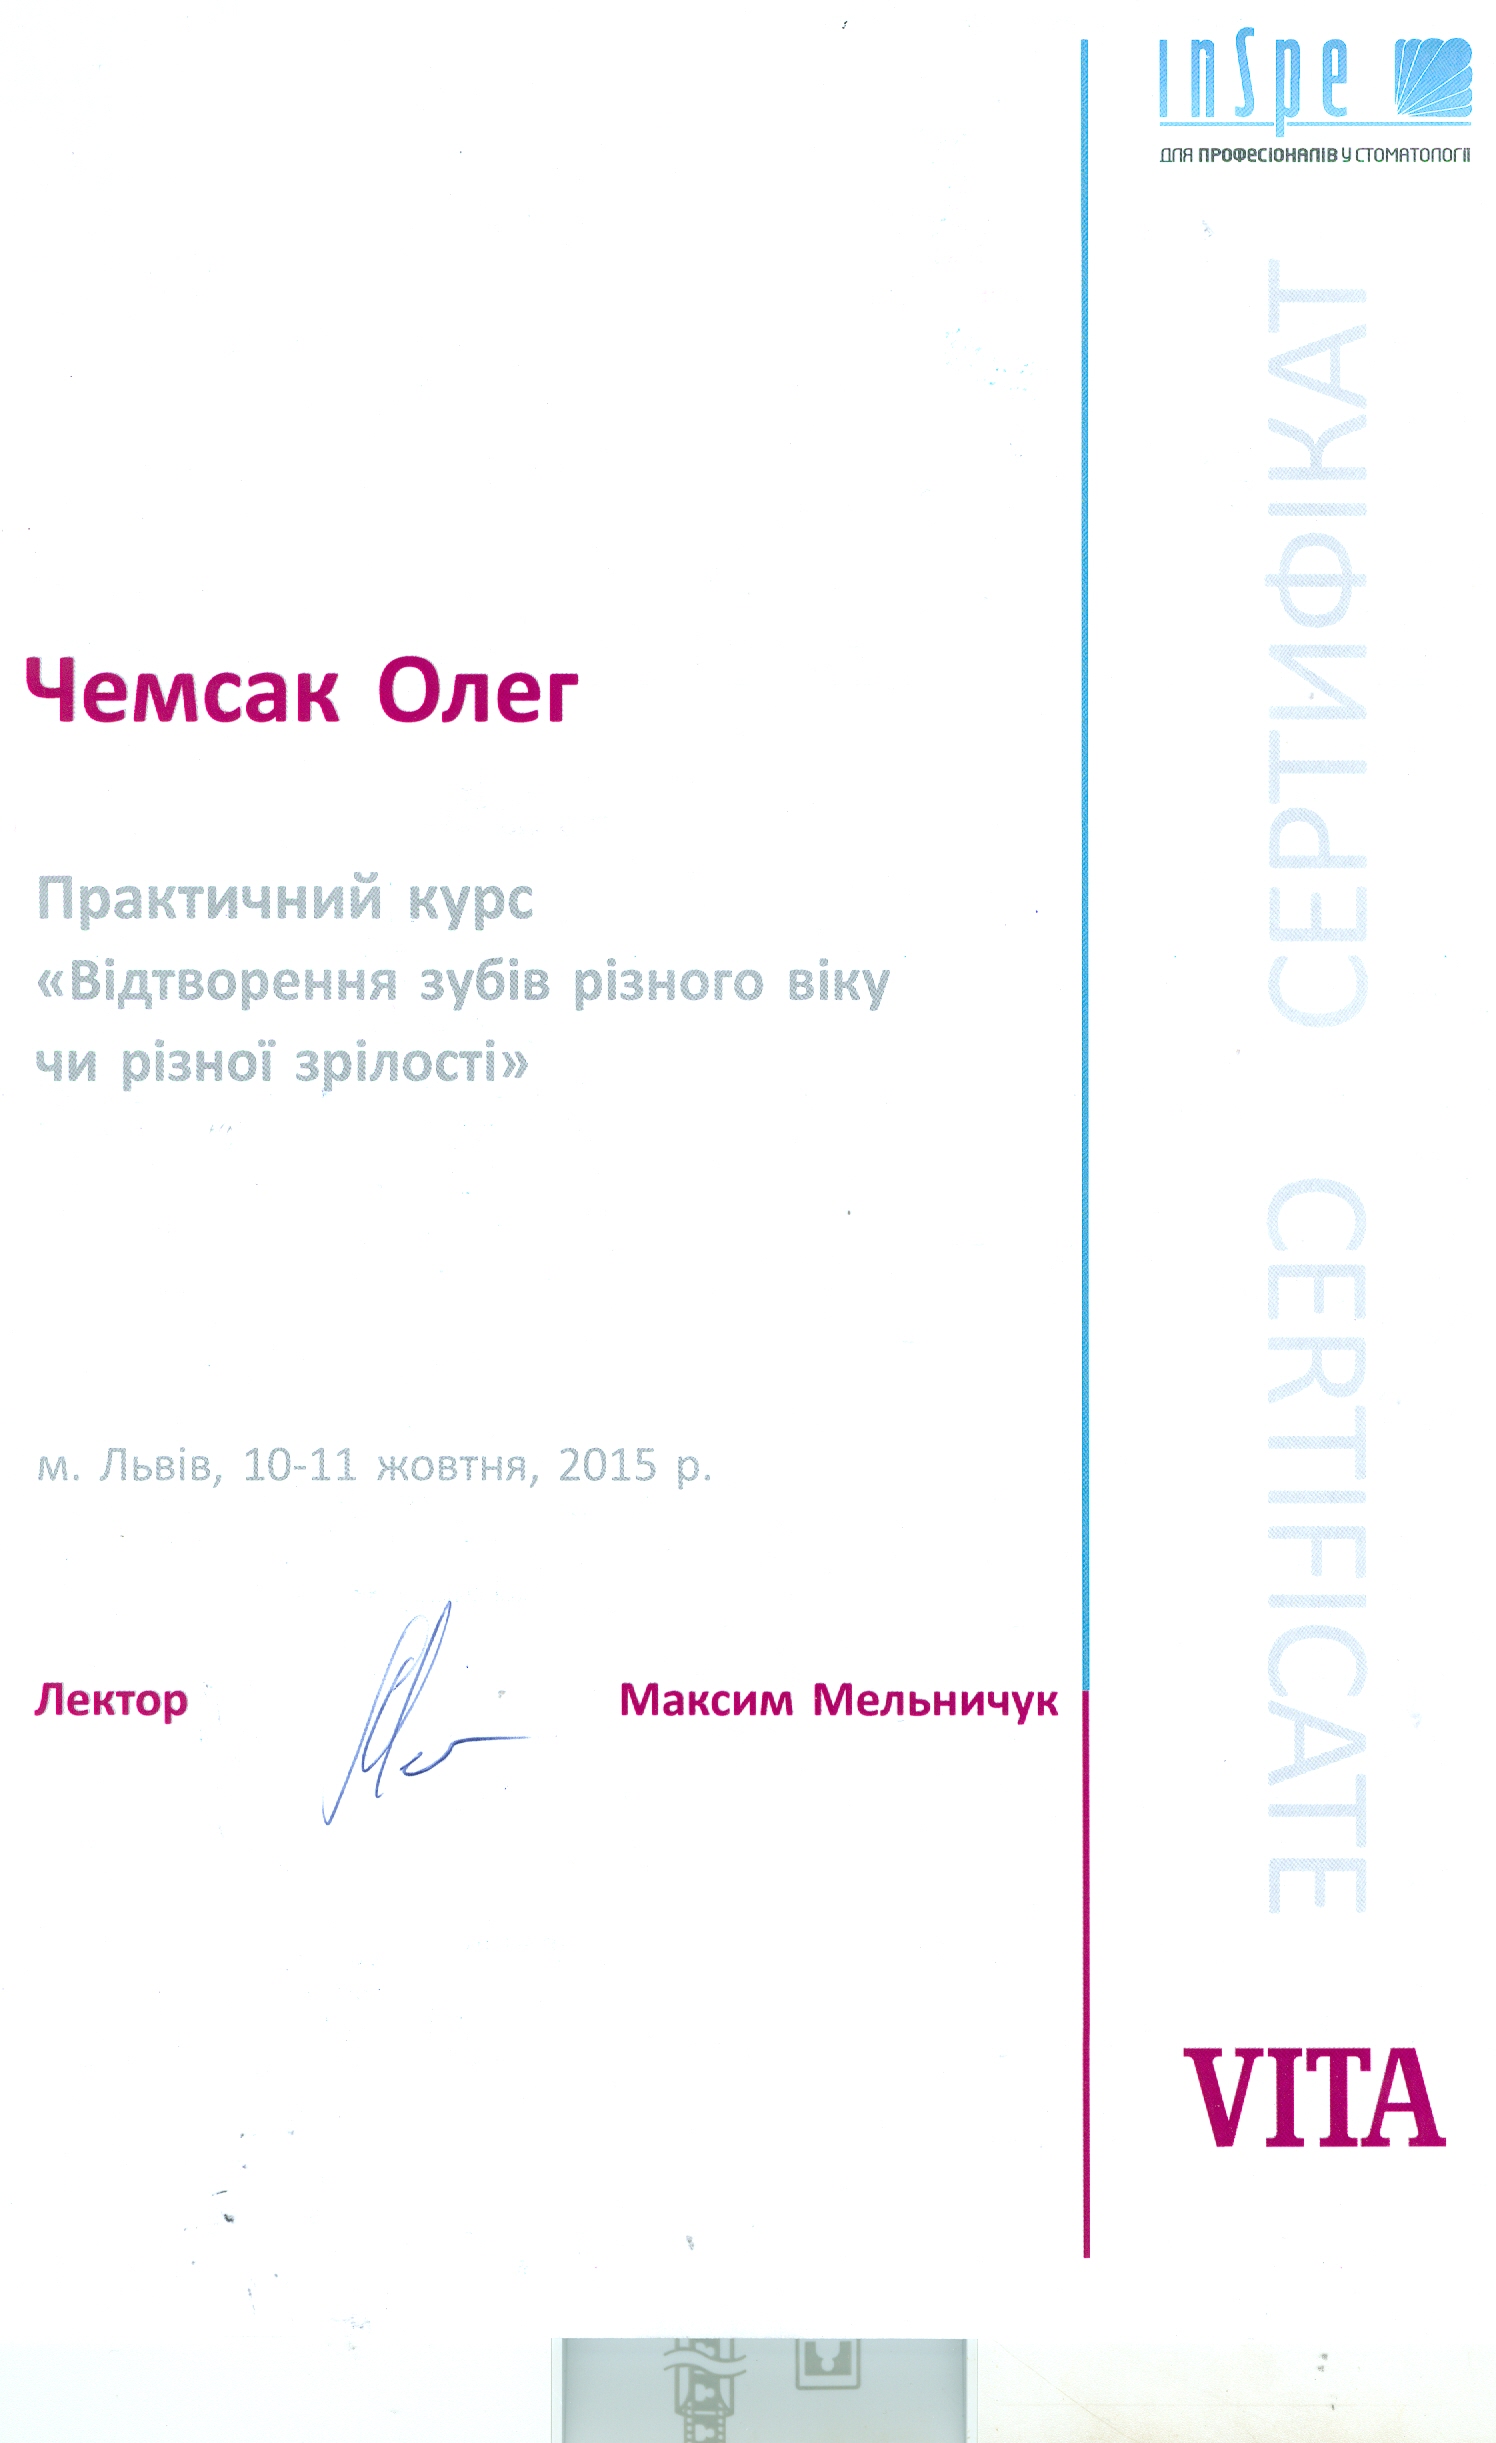 inspe
для професіоналів у стоматології
СЕРТИФІКАТ
CERTIFICATE
Чемсак Олег
Практичний курс
«Відтворення зубів різного віку
чи різної зрілості»
м. Львів, 10-11 жовтня, 2015 р.
Лектор Максим Мельничук
VITA